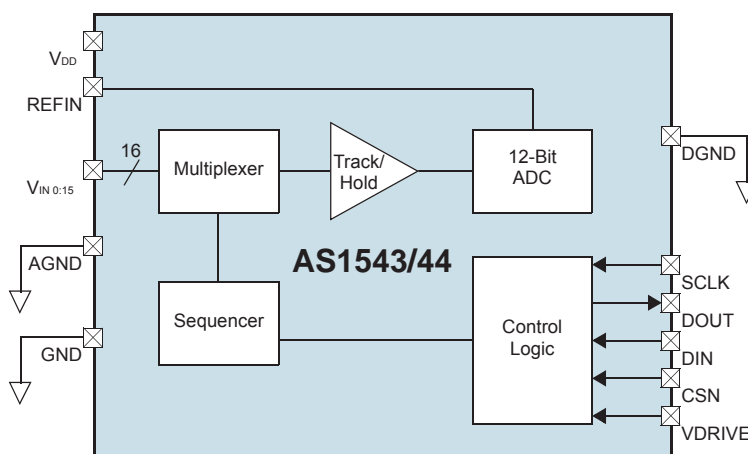 VDD
REFIN
16
VIN 0:15
Multiplexer
Track/
Hold
12-Bit
ADC
DGND
AGND
AS1543/44
SCLK
DOUT
Sequencer
Control
Logic
GND
DIN
CSN
VDRIVE